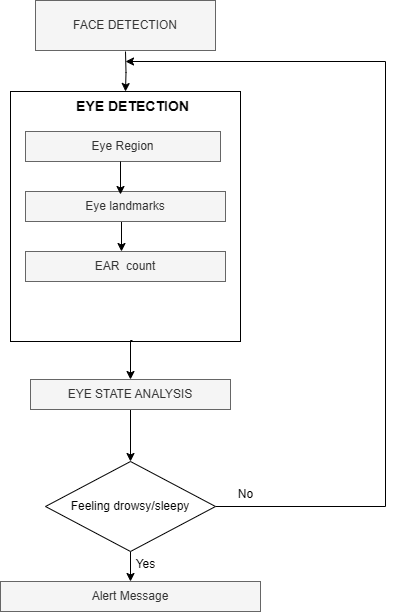 FACE DETECTION
EYE DETECTION
Eye Region
Eye landmarks
EAR count
EYE STATE ANALYSIS
Feeling drowsy/sleepy
No
Yes
Alert Message